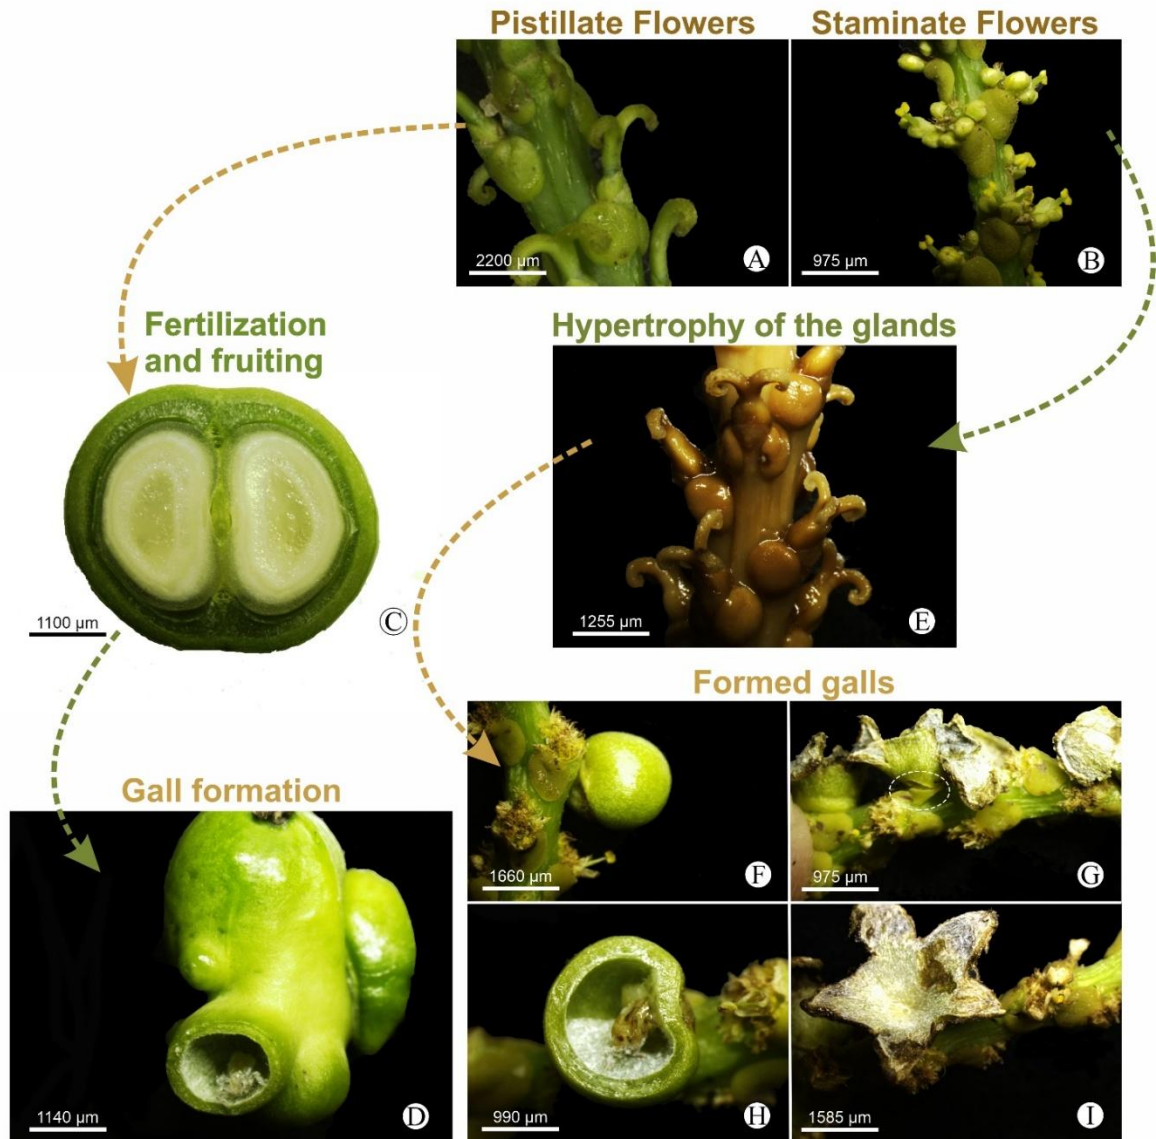 Pistillate Flowers
Staminate Flowers
2200 µm
A
975 µm
B
Fertilization
and fruiting
Hypertrophy of the glands
1100 µm
C
1255 µm
E
Formed galls
Gall formation
1660 µm
F
975 µm
G
1140 µm
D
990 µm
H
1585 µm
I